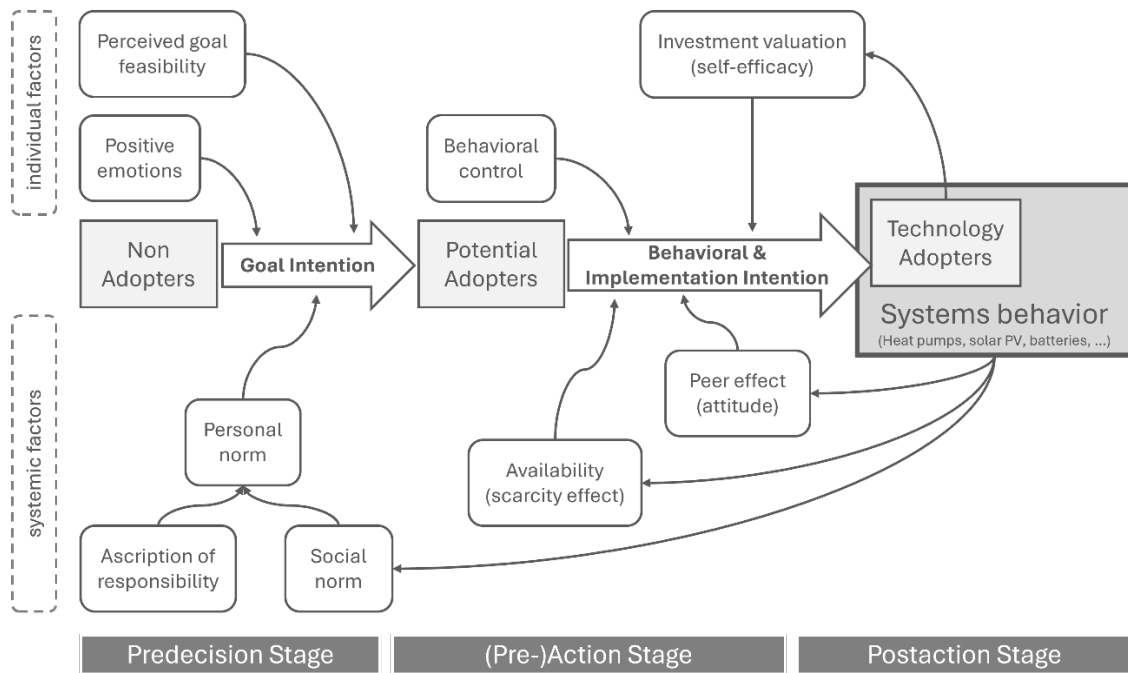 individual factors
Perceived goal
feasibility
Investment valuation
(self-efficacy)
Positive
emotions
Behavioral
control
Non
Adopters
Goal Intention
Potential
Adopters
Behavioral &
Implementation Intention
Technology
Adopters
Systems behavior
(Heat pumps, solar PV, batteries, ...)
systemic factors
Peer effect
(attitude)
Personal
norm
Availability
(scarcity effect)
Ascription of
responsibility
Social
norm
Predecision Stage
(Pre-)Action Stage
Postaction Stage